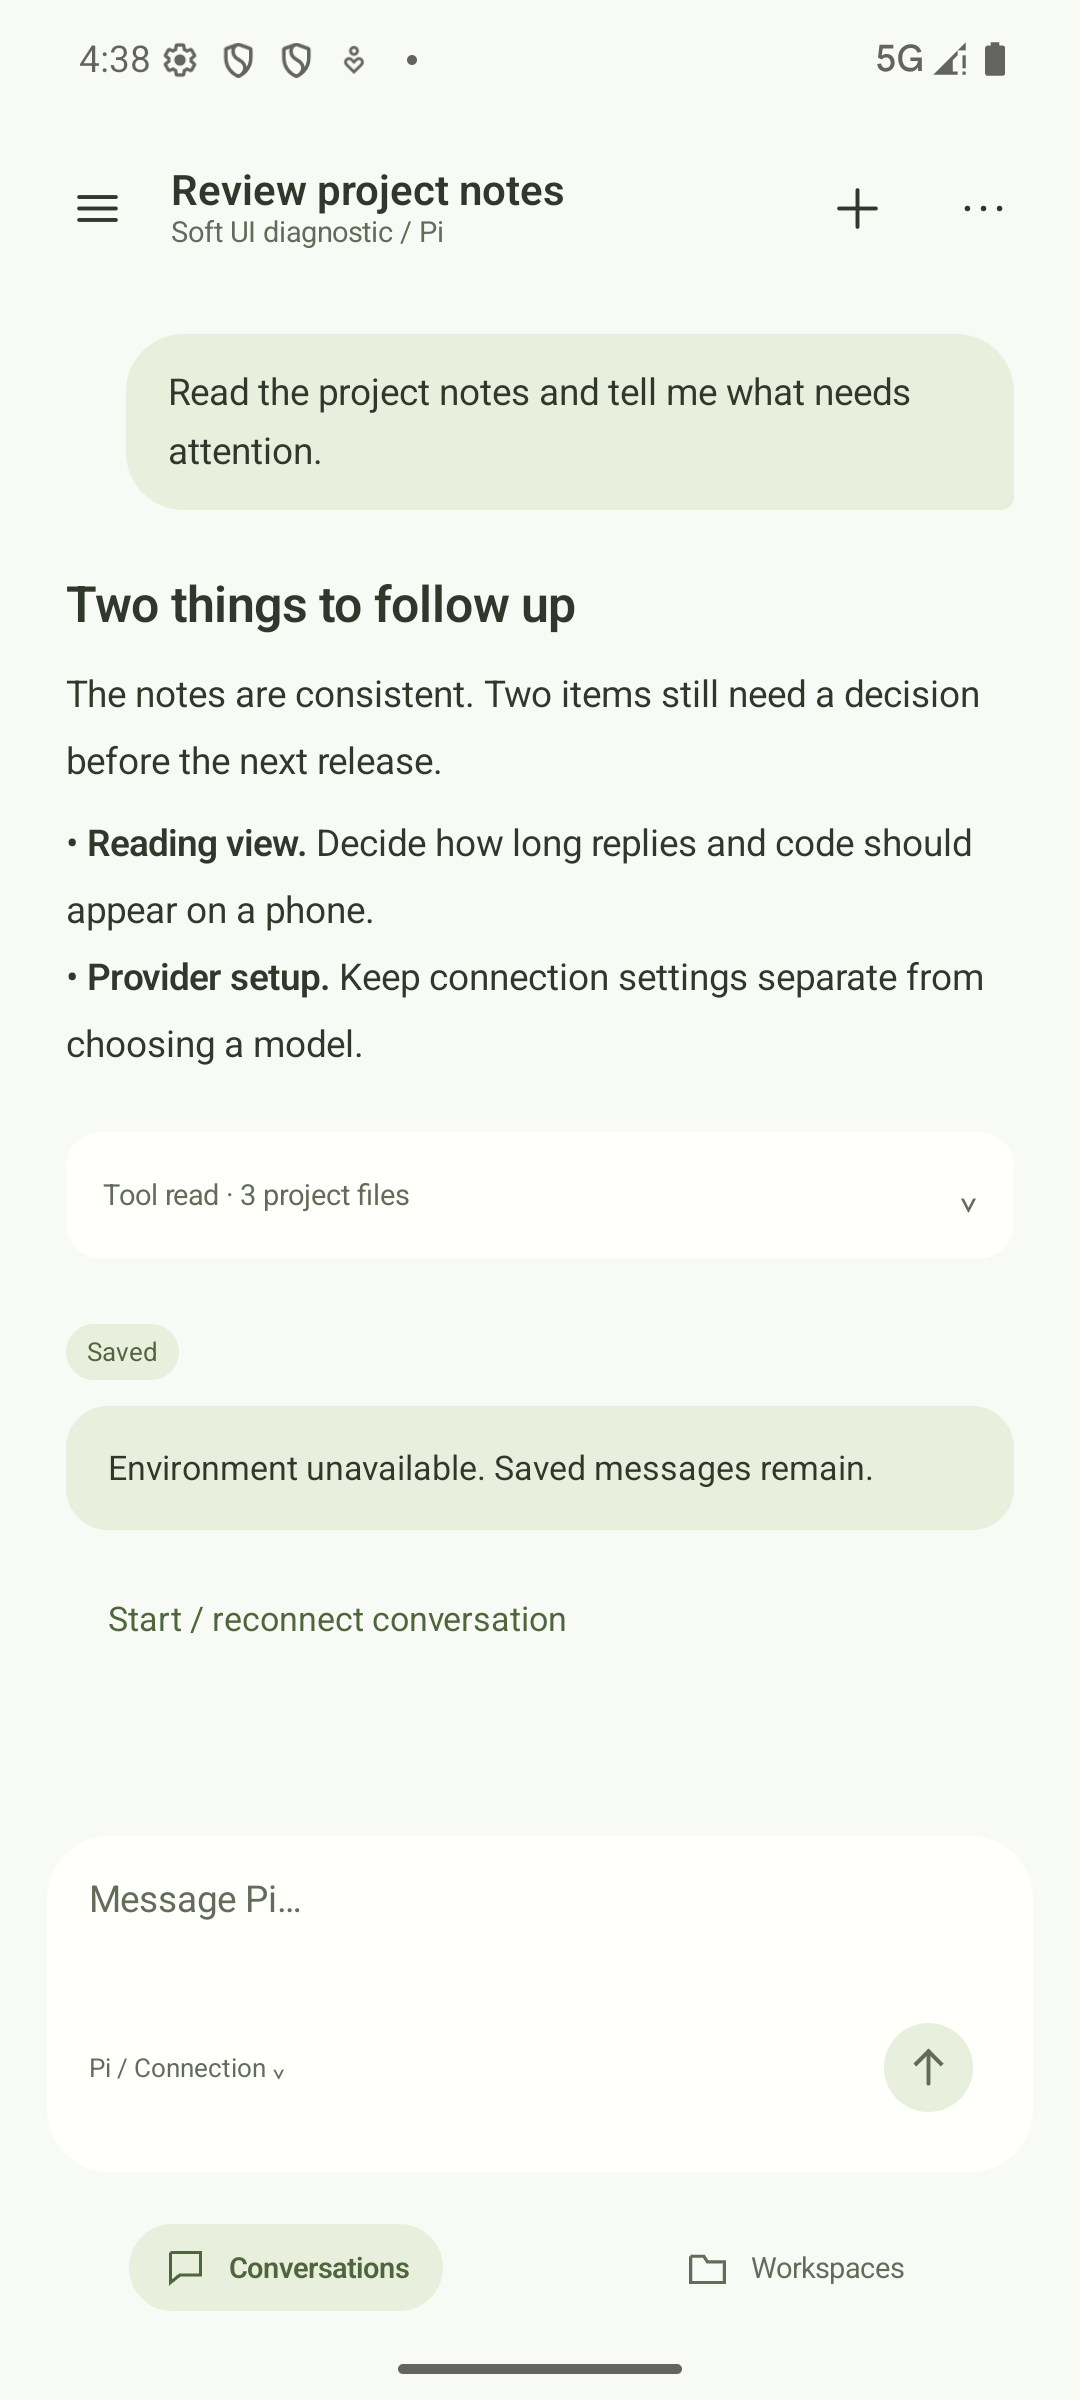 4:38
5G
Review project notes
Soft UI diagnostic / Pi
Read the project notes and tell me what needs
attention.
Two things to follow up
The notes are consistent. Two items still need a decision
before the next release.
• Reading view. Decide how long replies and code should
appear on a phone.
• Provider setup. Keep connection settings separate from
choosing a model.
Tool read · 3 project files
Saved
Environment unavailable. Saved messages remain.
Start / reconnect conversation
Message Pi…
Pi / Connection
Conversations
Workspaces